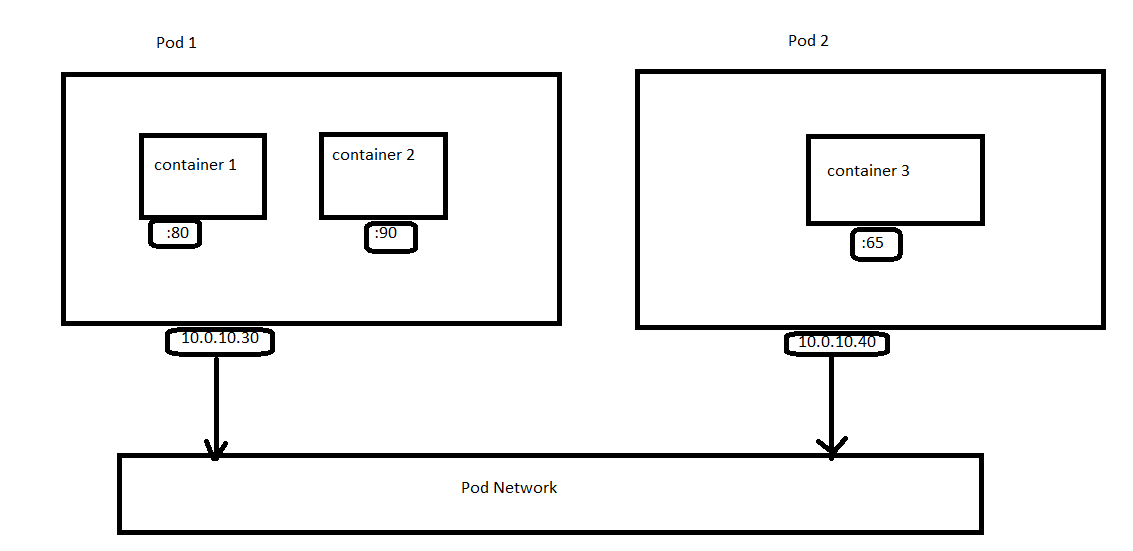 Pod 1
Pod 2
container 1
container 2
container 3
:80
:90
:65
10.0.10.30
10.0.10.40
Pod Network